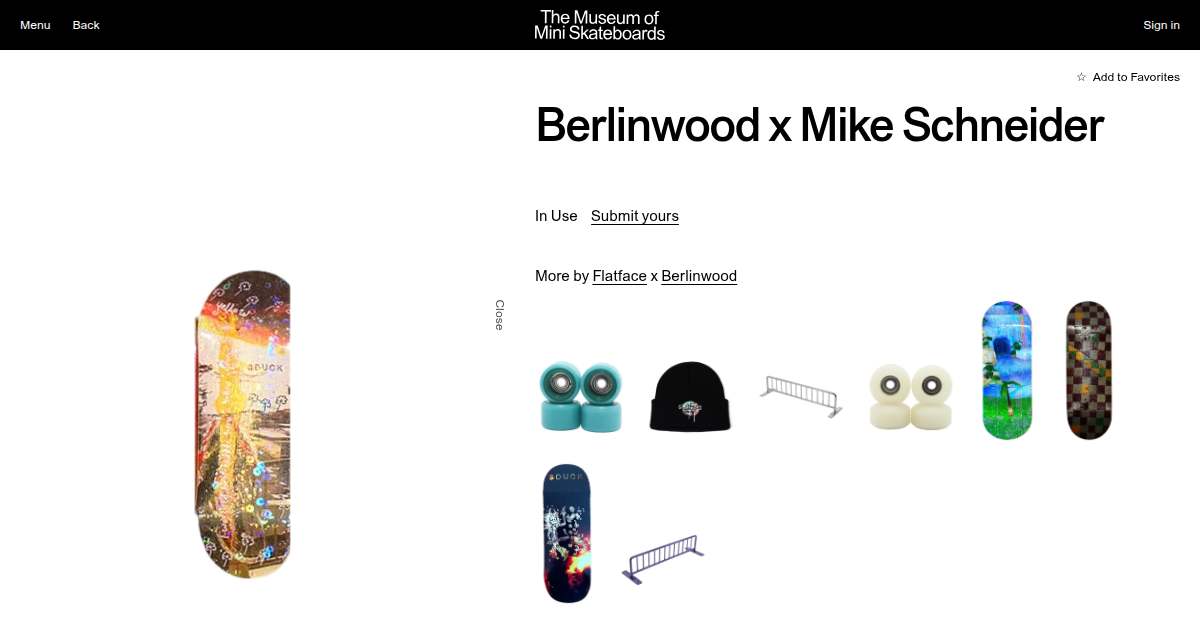 Menu
Back
The Museum of
Mini Skateboards
Sign in
☆ Add to Favorites
Berlinwood x Mike Schneider
In Use Submit yours
More by Flatface x Berlinwood
Close